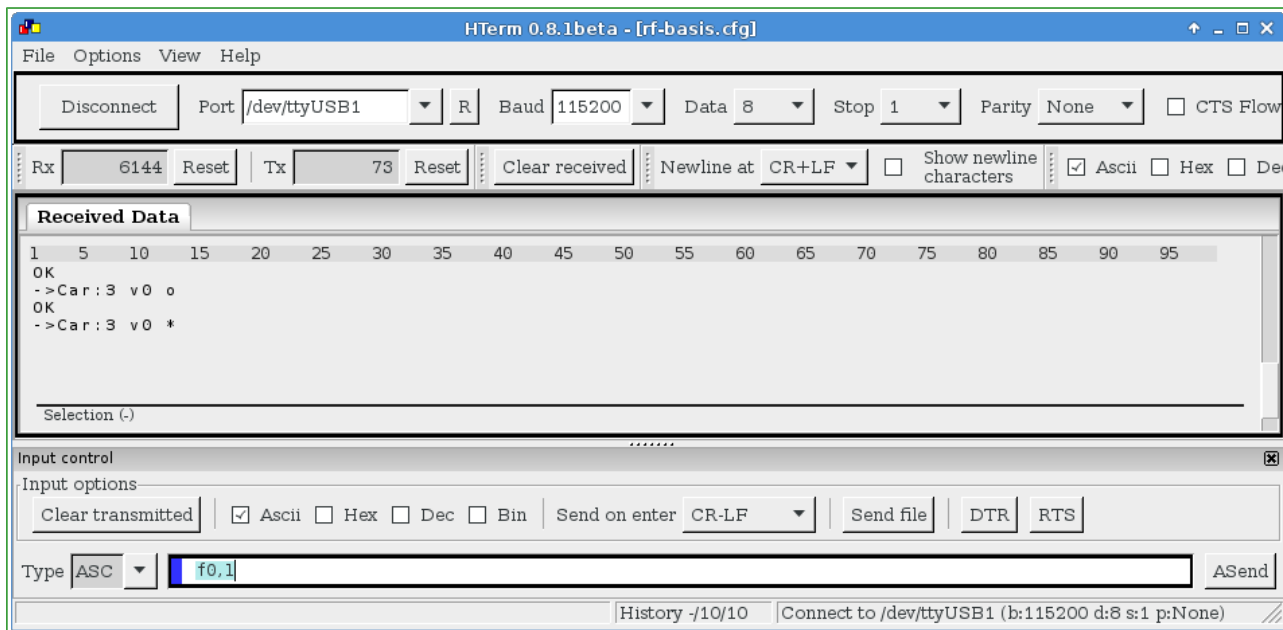 HTerm 0.8.1beta - [rf-basis.cfg]
File Options View Help
Disconnect Port /dev/ttyUSB1 R Baud 115200 Data 8 Stop 1 Parity None CTS Flow
Rx 6144 Reset Tx 73 Reset Clear received Newline at CR+LF Show newline characters Ascii Hex Dec
Received Data
1 5 10 15 20 25 30 35 40 45 50 55 60 65 70 75 80 85 90 95
OK
->Car:3 v0 o
OK
->Car:3 v0 *
Selection (-)
Input control
Input options
Clear transmitted Ascii Hex Dec Bin Send on enter CR-LF Send file DTR RTS
Type ASC f0,1 ASend
History -/10/10 Connect to /dev/ttyUSB1 (b:115200 d:8 s:1 p:None)